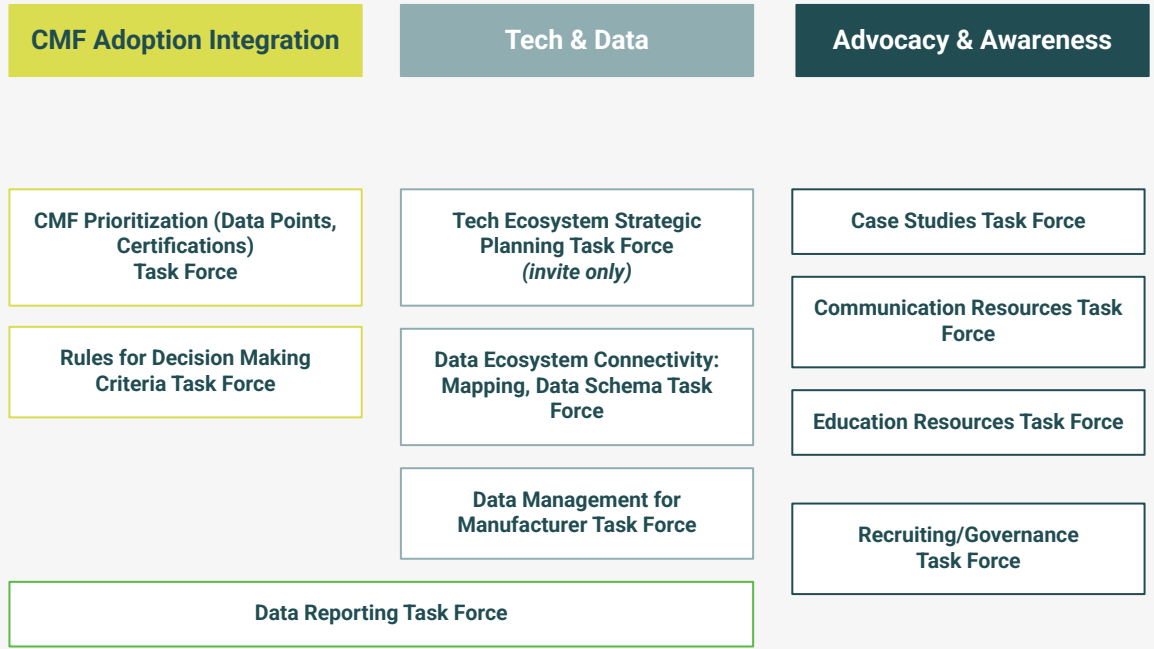 CMF Adoption Integration
Tech & Data
Advocacy & Awareness
CMF Prioritization (Data Points,
Certifications)
Task Force
Rules for Decision Making
Criteria Task Force
Tech Ecosystem Strategic
Planning Task Force
(invite only)
Data Ecosystem Connectivity:
Mapping, Data Schema Task
Force
Data Management for
Manufacturer Task Force
Data Reporting Task Force
Case Studies Task Force
Communication Resources Task
Force
Education Resources Task Force
Recruiting/Governance
Task Force